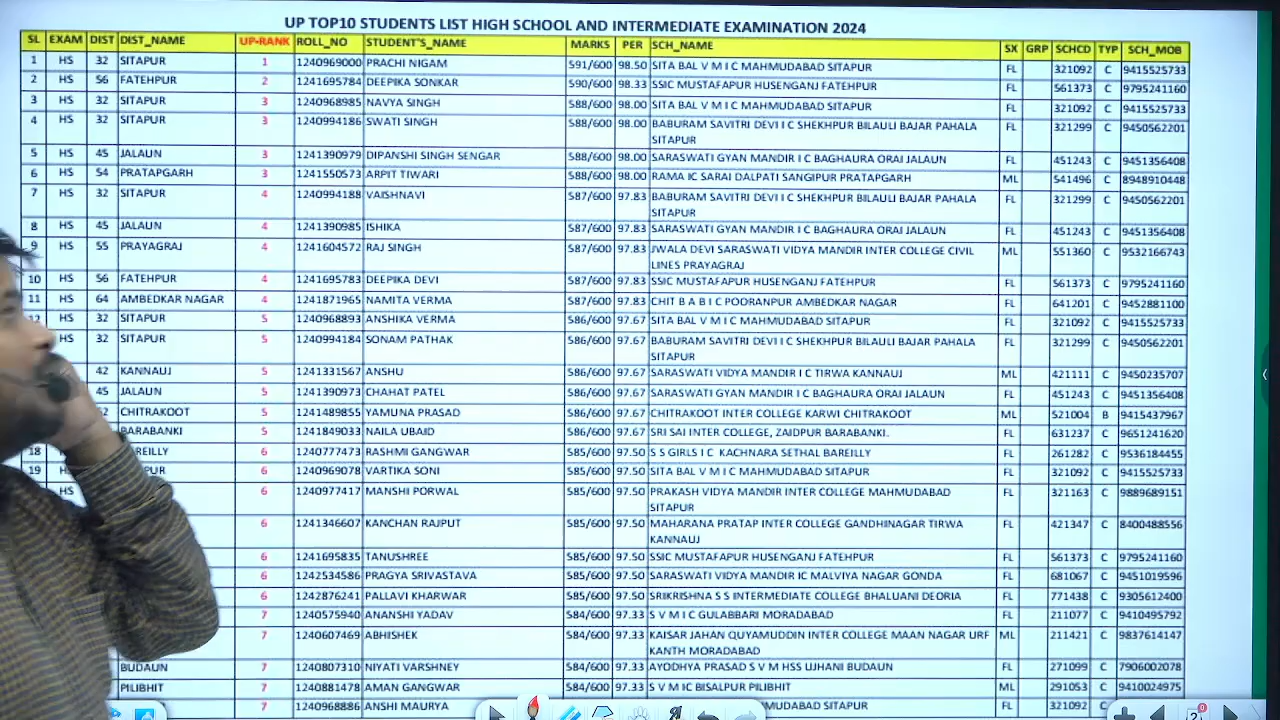 UP TOP10 STUDENTS LIST HIGH SCHOOL AND INTERMEDIATE EXAMINATION 2024
SL EXAM DIST DIST_NAME UP-RANK ROLL_NO STUDENT'S_NAME MARKS PER SCH_NAME SX GRP SCHCD TYP SCH_MOB
1 HS 32 SITAPUR 1 1240969000 PRACHI NIGAM 591/600 98.50 SITA BAL V M I C MAHMUDABAD SITAPUR FL 321092 C 9415525733
2 HS 56 FATEHPUR 2 1241695784 DEEPIKA SONKAR 590/600 98.33 SSIC MUSTAFAPUR HUSENGANJ FATEHPUR FL 561373 C 9795241160
3 HS 32 SITAPUR 3 1240968985 NAVYA SINGH 588/600 98.00 SITA BAL V M I C MAHMUDABAD SITAPUR FL 321092 C 9415525733
4 HS 32 SITAPUR 3 1240994186 SWATI SINGH 588/600 98.00 BABURAM SAVITRI DEVI I C SHEKHPUR BILAULI BAJAR PAHALA FL 321299 C 9450562201
SITAPUR
5 HS 45 JALAUN 3 1241390979 DIPANSHI SINGH SENGAR 588/600 98.00 SARASWATI GYAN MANDIR I C BAGHAURA ORAI JALAUN FL 451243 C 9451356408
6 HS 54 PRATAPGARH 3 1241550573 ARPIT TIWARI 588/600 98.00 RAMA IC SARAI DALPATI SANGIPUR PRATAPGARH ML 541496 C 8948910448
7 HS 32 SITAPUR 4 1240994188 VAISHNAVI 587/600 97.83 BABURAM SAVITRI DEVI I C SHEKHPUR BILAULI BAJAR PAHALA FL 321299 C 9450562201
SITAPUR
8 HS 45 JALAUN 4 1241390985 ISHIKA 587/600 97.83 SARASWATI GYAN MANDIR I C BAGHAURA ORAI JALAUN FL 451243 C 9451356408
9 HS 55 PRAYAGRAJ 4 1241604572 RAJ SINGH 587/600 97.83 JWALA DEVI SARASWATI VIDYA MANDIR INTER COLLEGE CIVIL ML 551360 C 9532166743
LINES PRAYAGRAJ
10 HS 56 FATEHPUR 4 1241695783 DEEPIKA DEVI 587/600 97.83 SSIC MUSTAFAPUR HUSENGANJ FATEHPUR FL 561373 C 9795241160
11 HS 64 AMBEDKAR NAGAR 4 1241871965 NAMITA VERMA 587/600 97.83 CHIT B A B I C POORANPUR AMBEDKAR NAGAR FL 641201 C 9452881100
HS 32 SITAPUR 5 1240968893 ANSHIKA VERMA 586/600 97.67 SITA BAL V M I C MAHMUDABAD SITAPUR FL 321092 C 9415525733
HS 32 SITAPUR 5 1240994184 SONAM PATHAK 586/600 97.67 BABURAM SAVITRI DEVI I C SHEKHPUR BILAULI BAJAR PAHALA FL 321299 C 9450562201
SITAPUR
42 KANNAUJ 5 1241331567 ANSHU 586/600 97.67 SARASWATI VIDYA MANDIR I C TIRWA KANNAUJ ML 421111 C 9450235707
45 JALAUN 5 1241390973 CHAHAT PATEL 586/600 97.67 SARASWATI GYAN MANDIR I C BAGHAURA ORAI JALAUN FL 451243 C 9451356408
CHITRAKOOT 5 1241489855 YAMUNA PRASAD 586/600 97.67 CHITRAKOOT INTER COLLEGE KARWI CHITRAKOOT ML 521004 B 9415437967
BARABANKI 5 1241849033 NAILA UBAID 586/600 97.67 SRI SAI INTER COLLEGE, ZAIDPUR BARABANKI. FL 631237 C 9651241620
18 REILLY 6 1240777473 RASHMI GANGWAR 585/600 97.50 S S GIRLS I C KACHNARA SETHAL BAREILLY FL 261282 C 9536184455
19 PUR 6 1240969078 VARTIKA SONI 585/600 97.50 SITA BAL V M I C MAHMUDABAD SITAPUR FL 321092 C 9415525733
HS 6 1240977417 MANSHI PORWAL 585/600 97.50 PRAKASH VIDYA MANDIR INTER COLLEGE MAHMUDABAD FL 321163 C 9889689151
SITAPUR
6 1241346607 KANCHAN RAJPUT 585/600 97.50 MAHARANA PRATAP INTER COLLEGE GANDHINAGAR TIRWA FL 421347 C 8400488556
KANNAUJ
6 1241695835 TANUSHREE 585/600 97.50 SSIC MUSTAFAPUR HUSENGANJ FATEHPUR FL 561373 C 9795241160
6 1242534586 PRAGYA SRIVASTAVA 585/600 97.50 SARASWATI VIDYA MANDIR IC MALVIYA NAGAR GONDA FL 681067 C 9451019596
6 1242876241 PALLAVI KHARWAR 585/600 97.50 SRIKRISHNA S S INTERMEDIATE COLLEGE BHALUANI DEORIA FL 771438 C 9305612400
7 1240575940 ANANSHI YADAV 584/600 97.33 S V M I C GULABBARI MORADABAD FL 211077 C 9410495792
7 1240607469 ABHISHEK 584/600 97.33 KAISAR JAHAN QUYAMUDDIN INTER COLLEGE MAAN NAGAR URF ML 211421 C 9837614147
KANTH MORADABAD
BUDAUN 7 1240807310 NIYATI VARSHNEY 584/600 97.33 AYODHYA PRASAD S V M HSS UJHANI BUDAUN FL 271099 C 7906002078
PILIBHIT 7 1240881478 AMAN GANGWAR 584/600 97.33 S V M IC BISALPUR PILIBHIT ML 291053 C 9410024975
7 1240968886 ANSHI MAURYA SITAPUR FL 321092
2